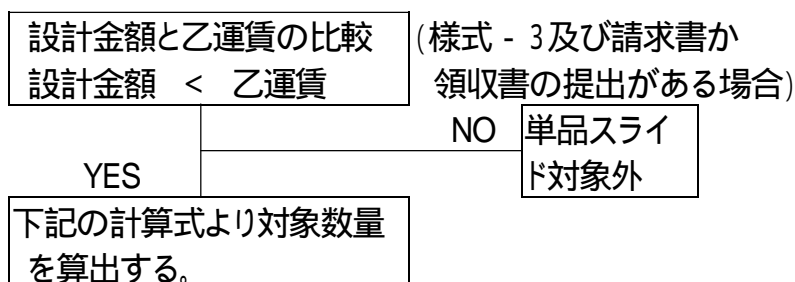 設計金額と乙運賃の比較
(様式 - 3及び請求書か
設計金額 < 乙運賃
領収書の提出がある場合)
NO
単品スライ
ド対象外
YES
下記の計算式より対象数量
を算出する。